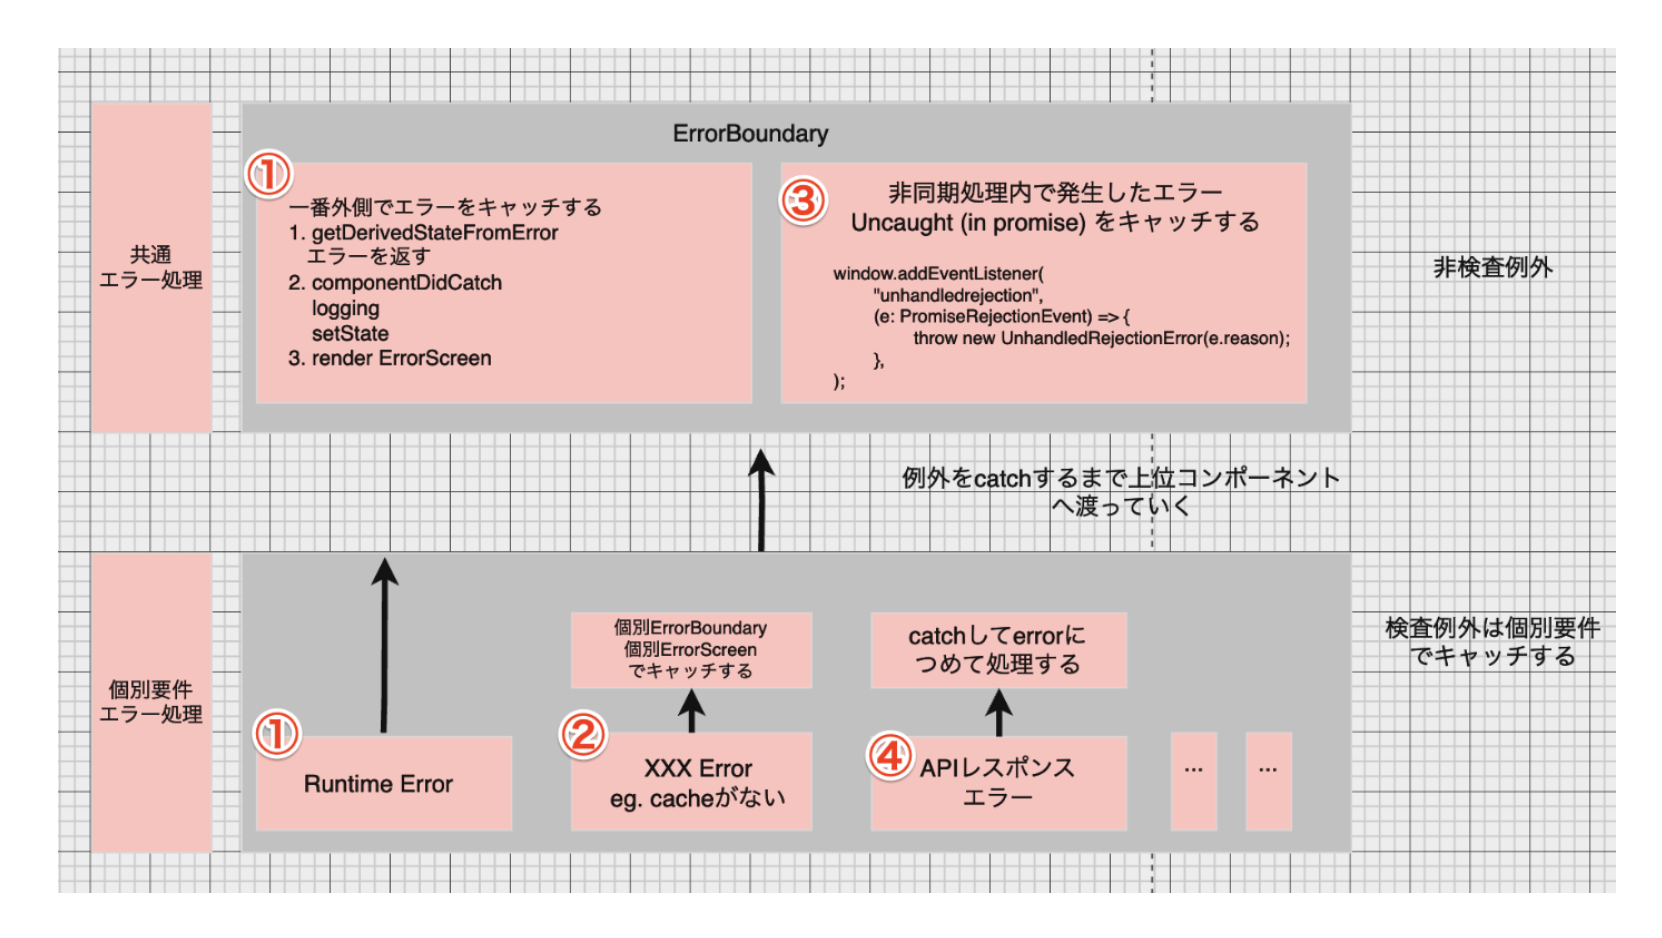 ErrorBoundary
共通
エラー処理
①
一番外側でエラーをキャッチする
1. getDerivedStateFromError
エラーを返す
2. componentDidCatch
logging
setState
3. render ErrorScreen
③
非同期処理内で発生したエラー
Uncaught (in promise) をキャッチする
window.addEventListener(
"unhandledrejection",
(e: PromiseRejectionEvent) => {
throw new UnhandledRejectionError(e.reason);
},
);
非検査例外
例外をcatchするまで上位コンポーネント
へ渡っていく
個別要件
エラー処理
①
Runtime Error
個別ErrorBoundary
個別ErrorScreen
でキャッチする
②
XXX Error
eg. cacheがない
catchしてerrorに
つめて処理する
④
APIレスポンス
エラー
...
...
検査例外は個別要件
でキャッチする